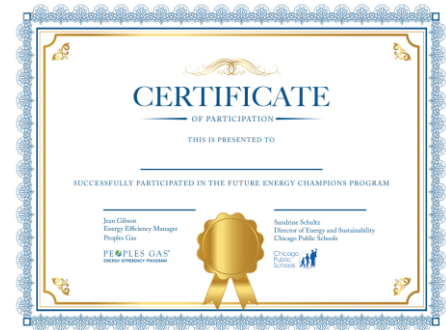 CERTIFICATE
OF PARTICIPATION
THIS IS PRESENTED TO
SUCCESSFULLY PARTICIPATED IN THE FUTURE ENERGY CHAMPIONS PROGRAM
Jean Gibson
Energy Efficiency Manager
Peoples Gas
PEOPLES GAS
ENERGY EFFICIENCY PROGRAM
Sandrine Schultz
Director of Energy and Sustainability
Chicago Public Schools
Chicago
Public
Schools